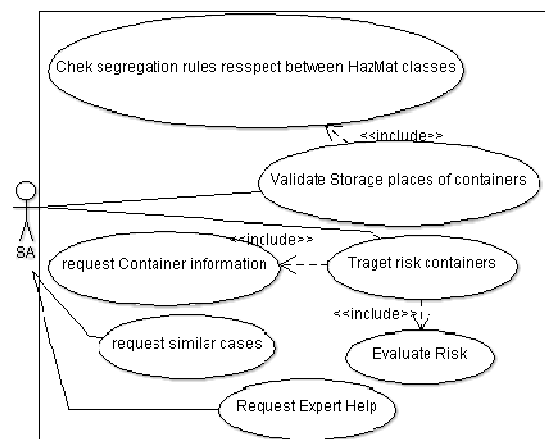 Chek segregation rules resspect between HazMat classes
<<include>>
Validate Storage places of containers
SA
<<include>>
request Container information
Traget risk containers
<<include>>
request similar cases
Evaluate Risk
Request Expert Help